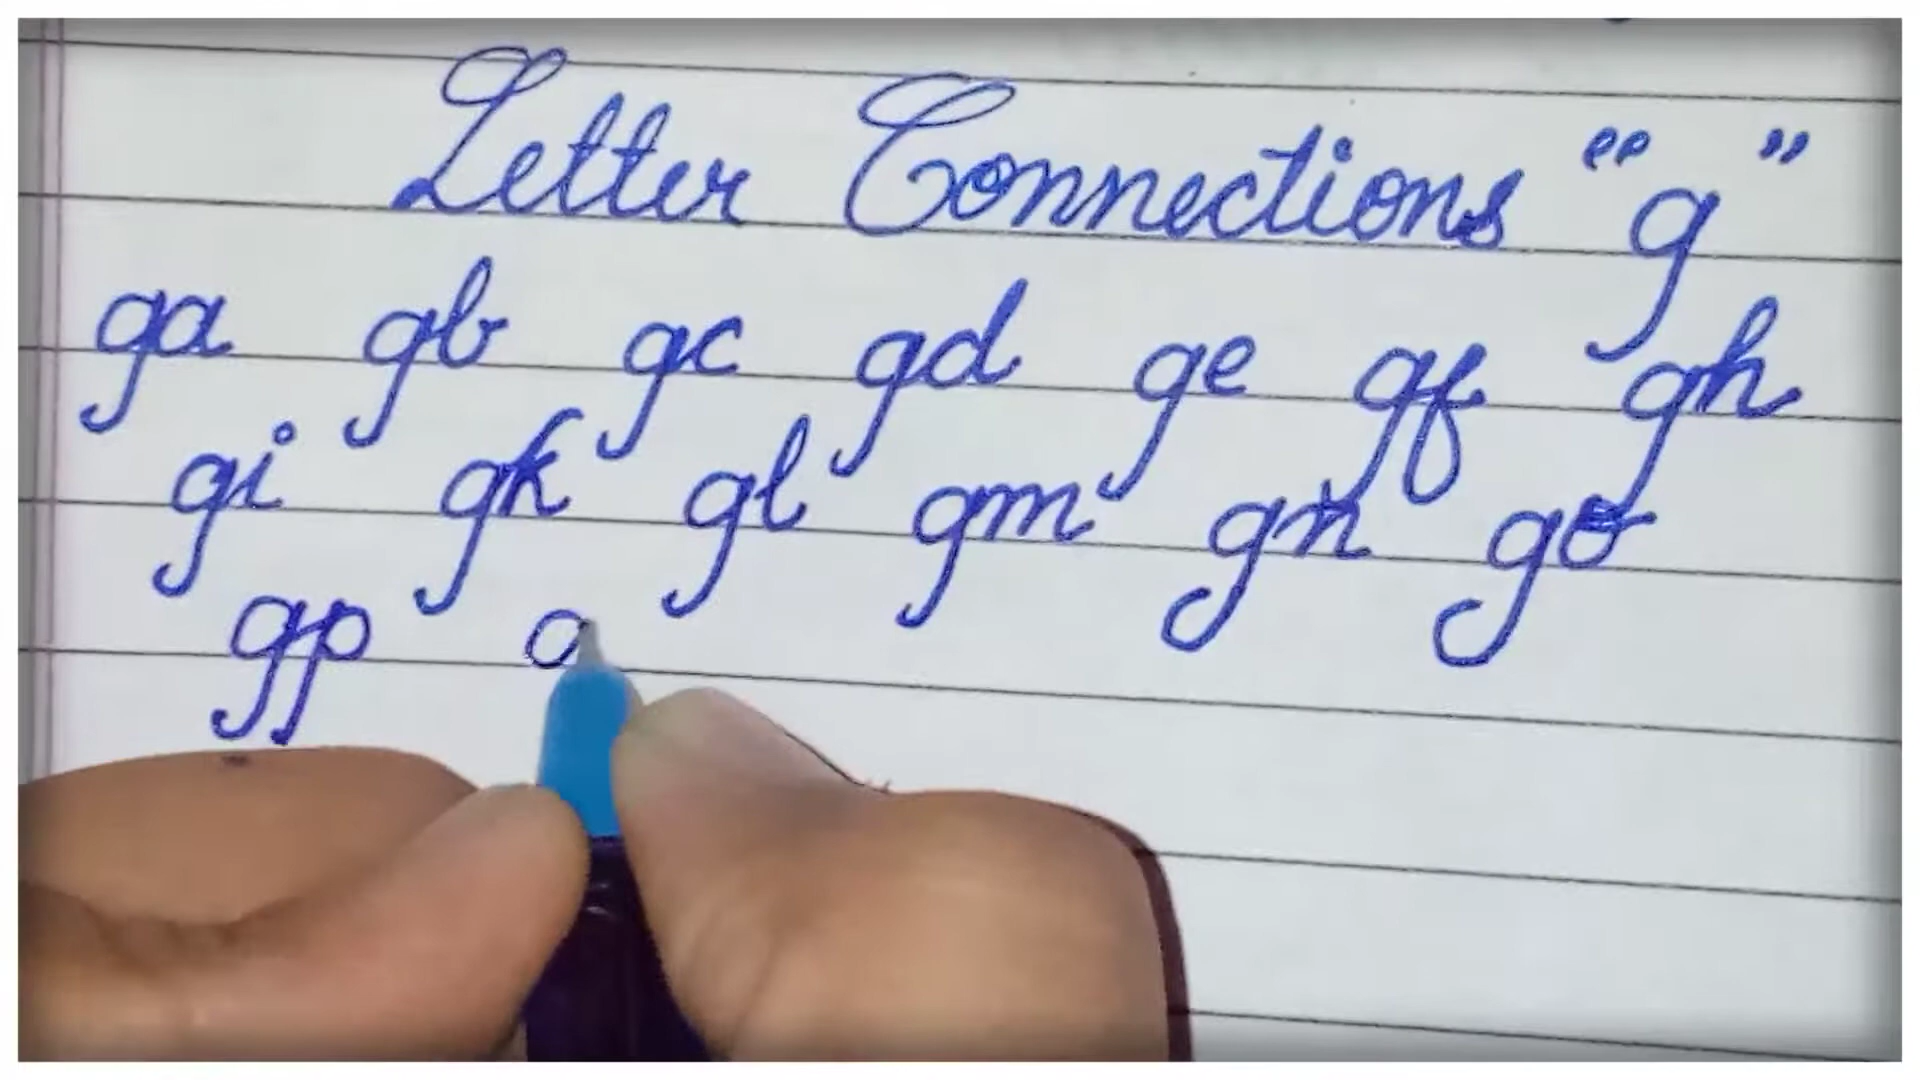 Letter Connections "g"
ga gb gc gd ge gf gh
gi gk gl gm gn go
gp